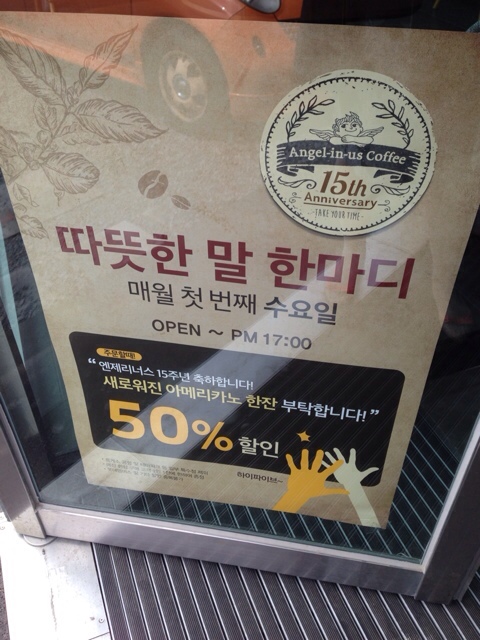 Angel-in-us Coffee
15th
Anniversary
TAKE YOUR TIME
따뜻한 말 한마디
매월 첫 번째 수요일
OPEN ~ PM 17:00
주문할때!
“엔제리너스 15주년 축하합니다!
새로워진 아메리카노 한잔 부탁합니다!”
50% 할인
하이파이브~